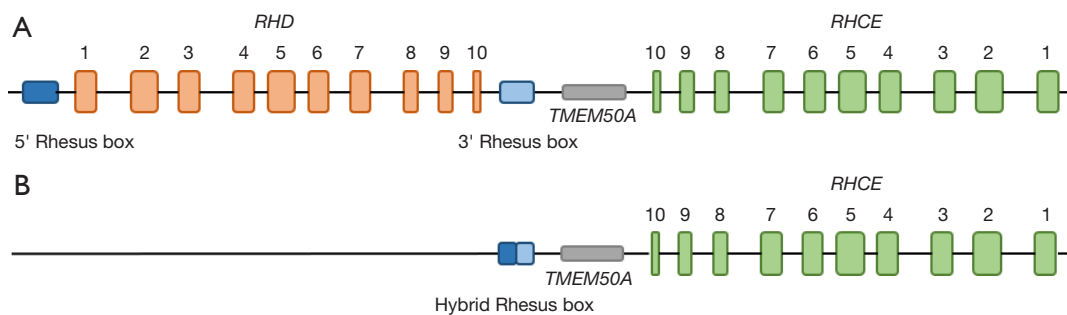 A
RHD
RHCE
1 2 3 4 5 6 7 8 9 10
10 9 8 7 6 5 4 3 2 1
TMEM50A
5' Rhesus box
3' Rhesus box
B
RHCE
10 9 8 7 6 5 4 3 2 1
TMEM50A
Hybrid Rhesus box